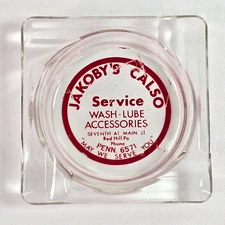 JAKOBY'S CALSO
Service
WASH-LUBE
ACCESSORIES
SEVENTH AT MAIN ST
Red Hill Pa
Phone
PENN. 6571
"MAY WE SERVE YOU"